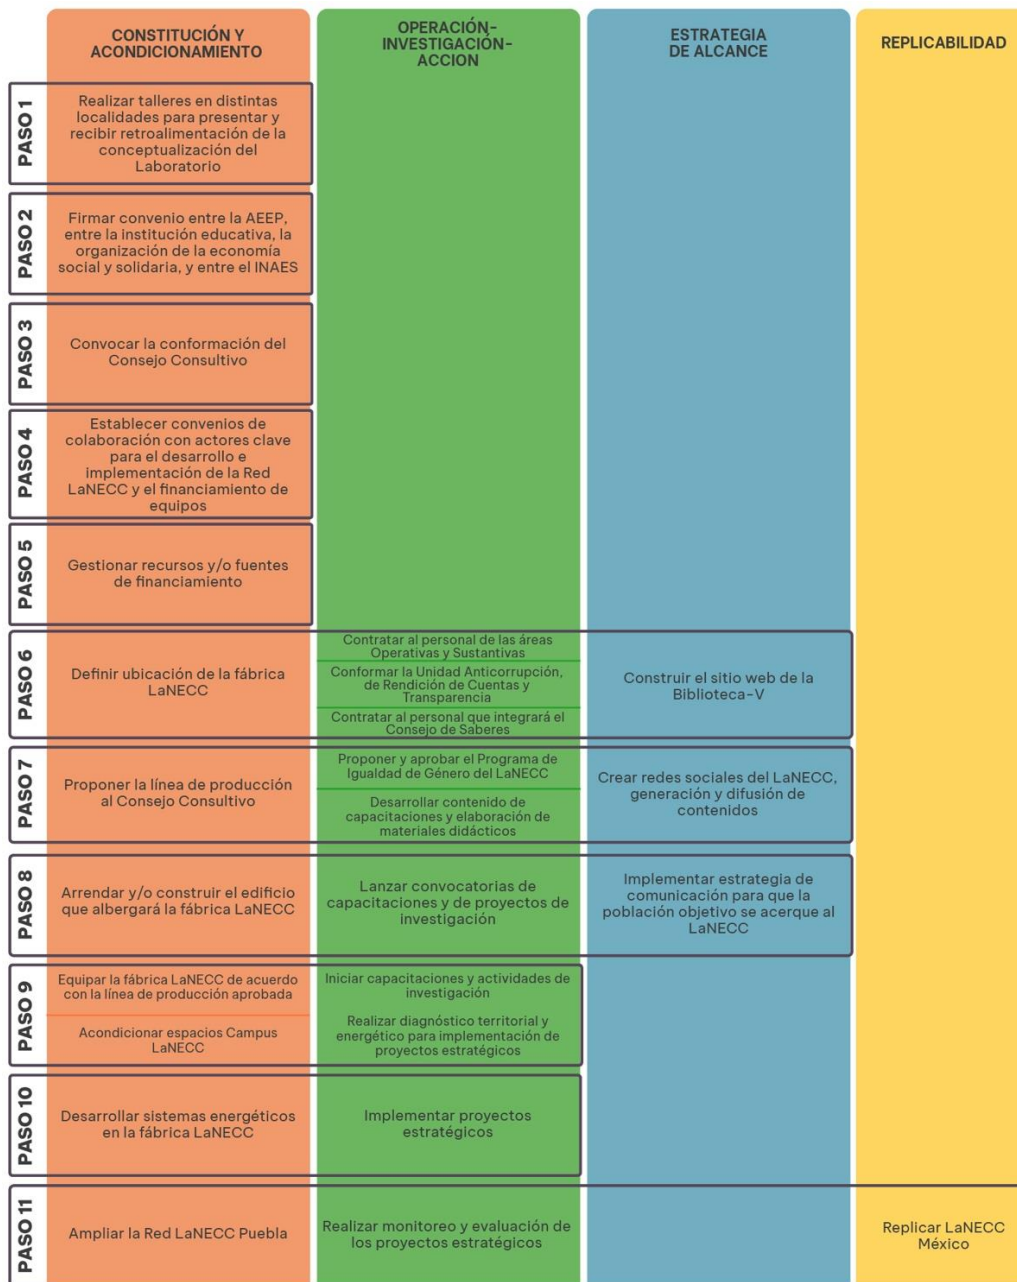 CONSTITUCIÓN Y
ACONDICIONAMIENTO
OPERACIÓN-
INVESTIGACIÓN-
ACCION
ESTRATEGIA
DE ALCANCE
REPLICABILIDAD
PASO 1
Realizar talleres en distintas
localidades para presentar y
recibir retroalimentación de la
conceptualización del
Laboratorio
PASO 2
Firmar convenio entre la AEEP,
entre la institución educativa, la
organización de la economía
social y solidaria, y entre el INAES
PASO 3
Convocar la conformación del
Consejo Consultivo
PASO 4
Establecer convenios de
colaboración con actores clave
para el desarrollo e
implementación de la Red
LaNECC y el financiamiento de
equipos
PASO 5
Gestionar recursos y/o fuentes
de financiamiento
PASO 6
Definir ubicación de la fábrica
LaNECC
Contratar al personal de las áreas
Operativas y Sustantivas
Conformar la Unidad Anticorrupción,
de Rendición de Cuentas y
Transparencia
Contratar al personal que integrará el
Consejo de Saberes
Construir el sitio web de la
Biblioteca-V
PASO 7
Proponer la línea de producción
al Consejo Consultivo
Proponer y aprobar el Programa de
Igualdad de Género del LaNECC
Desarrollar contenido de
capacitaciones y elaboración de
materiales didácticos
Crear redes sociales del LaNECC,
generación y difusión de
contenidos
PASO 8
Arrendar y/o construir el edificio
que albergará la fábrica LaNECC
Lanzar convocatorias de
capacitaciones y de proyectos de
investigación
Implementar estrategia de
comunicación para que la
población objetivo se acerque al
LaNECC
PASO 9
Equipar la fábrica LaNECC de acuerdo
con la línea de producción aprobada
Acondicionar espacios Campus
LaNECC
Iniciar capacitaciones y actividades de
investigación
Realizar diagnóstico territorial y
energético para implementación de
proyectos estratégicos
PASO 10
Desarrollar sistemas energéticos
en la fábrica LaNECC
Implementar proyectos
estratégicos
PASO 11
Ampliar la Red LaNECC Puebla
Realizar monitoreo y evaluación de
los proyectos estratégicos
Replicar LaNECC
México